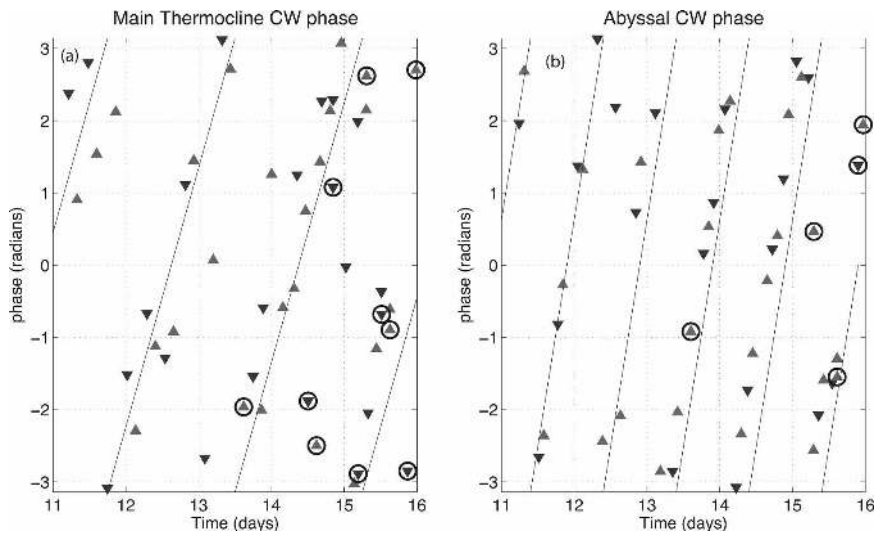 Main Thermocline CW phase
(a)
phase (radians)
3
2
1
0
−1
−2
−3
11 12 13 14 15 16
Time (days)
Abyssal CW phase
(b)
phase (radians)
3
2
1
0
−1
−2
−3
11 12 13 14 15 16
Time (days)